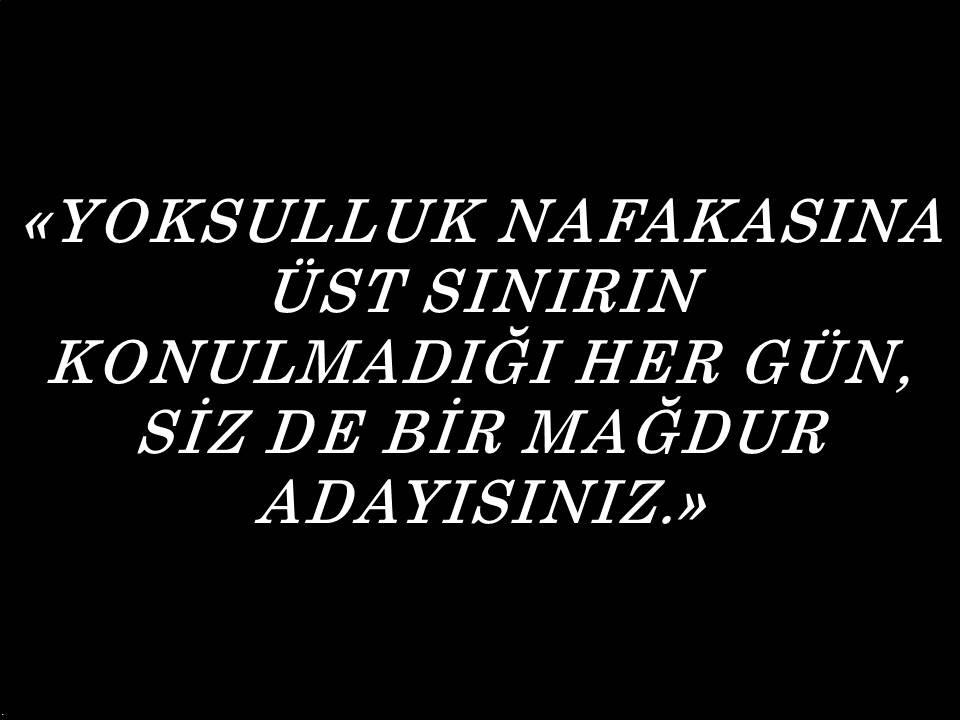 «YOKSULLUK NAFAKASINA
ÜST SINIRIN
KONULMADIĞI HER GÜN,
SİZ DE BİR MAĞDUR
ADAYISINIZ.»